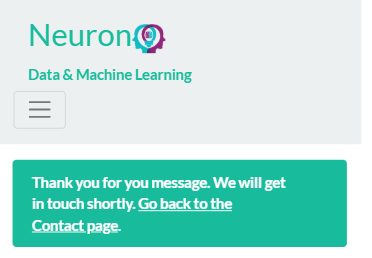 Neuron
Data & Machine Learning
Thank you for you message. We will get
in touch shortly. Go back to the
Contact page.